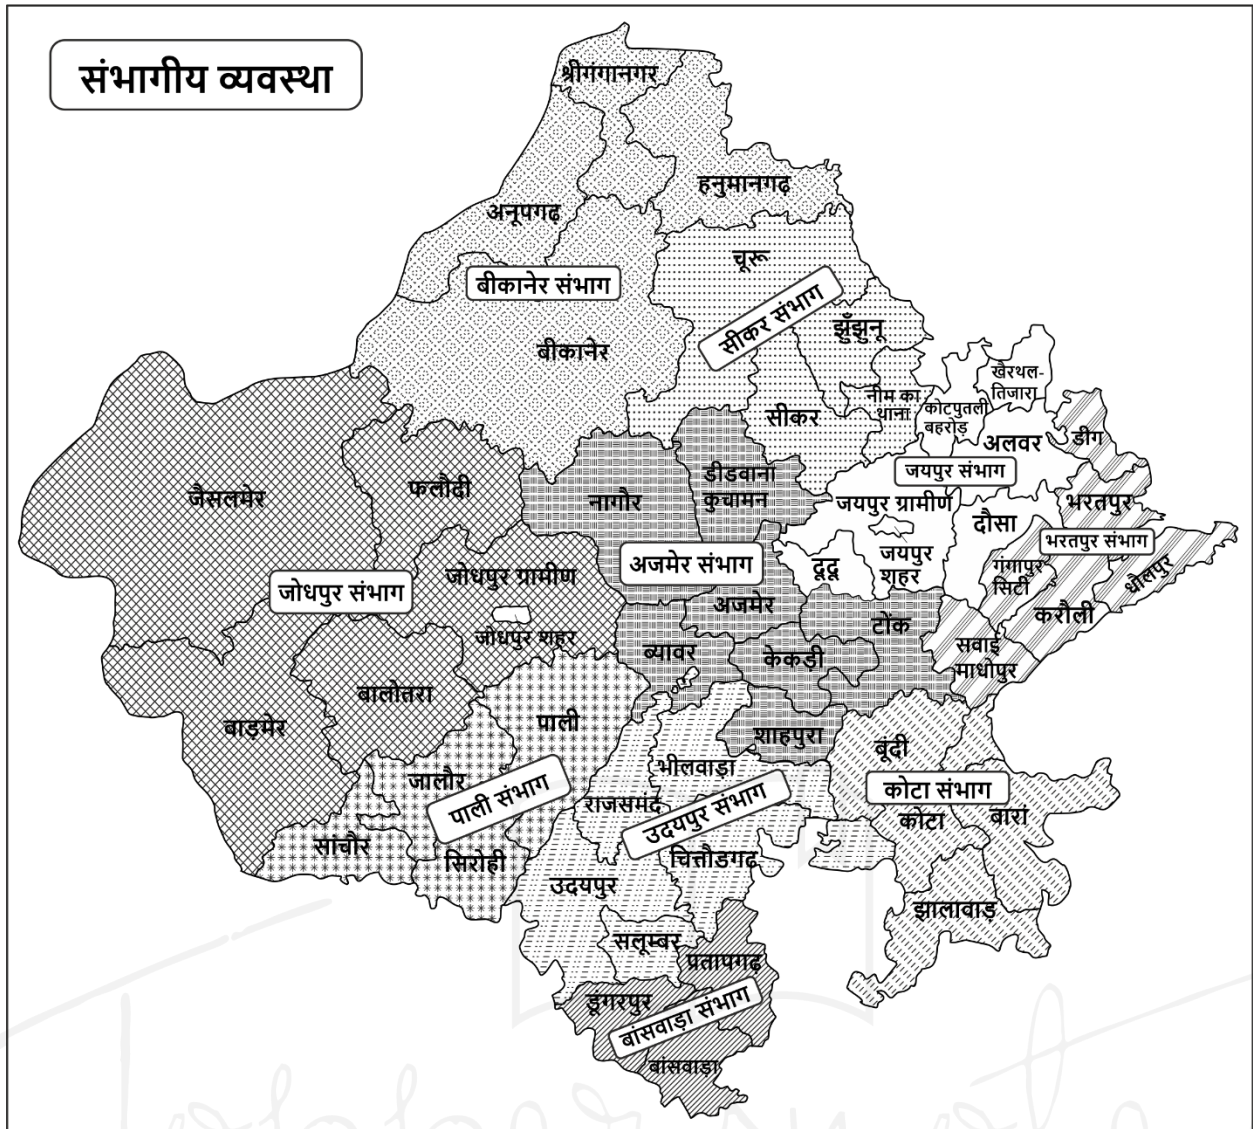 संभागीय व्यवस्था
श्रीगंगानगर
हनुमानगढ़
अनूपगढ़
बीकानेर संभाग
बीकानेर
चूरू
सीकर संभाग
झुँझुनू
सीकर
नीम का
थाना
खैरथल-
तिजारा
कोटपुतली
बहरोड़
अलवर
डीग
जयपुर संभाग
जयपुर ग्रामीण
जयपुर
शहर
दूदू
दौसा
भरतपुर
भरतपुर संभाग
गंगापुर
सिटी
धौलपुर
करौली
सवाई
माधोपुर
जैसलमेर
फलौदी
जोधपुर संभाग
जोधपुर ग्रामीण
जोधपुर शहर
बालोतरा
बाड़मेर
नागौर
डीडवाना
कुचामन
अजमेर संभाग
अजमेर
टोंक
ब्यावर
केकड़ी
शाहपुरा
पाली
जालौर
पाली संभाग
सांचौर
सिरोही
भीलवाड़ा
राजसमंद
उदयपुर संभाग
चित्तौडगढ़
उदयपुर
सलूम्बर
बूंदी
कोटा संभाग
कोटा
बारां
झालावाड़
प्रतापगढ़
डूगरपुर
बांसवाड़ा संभाग
बांसवाड़ा